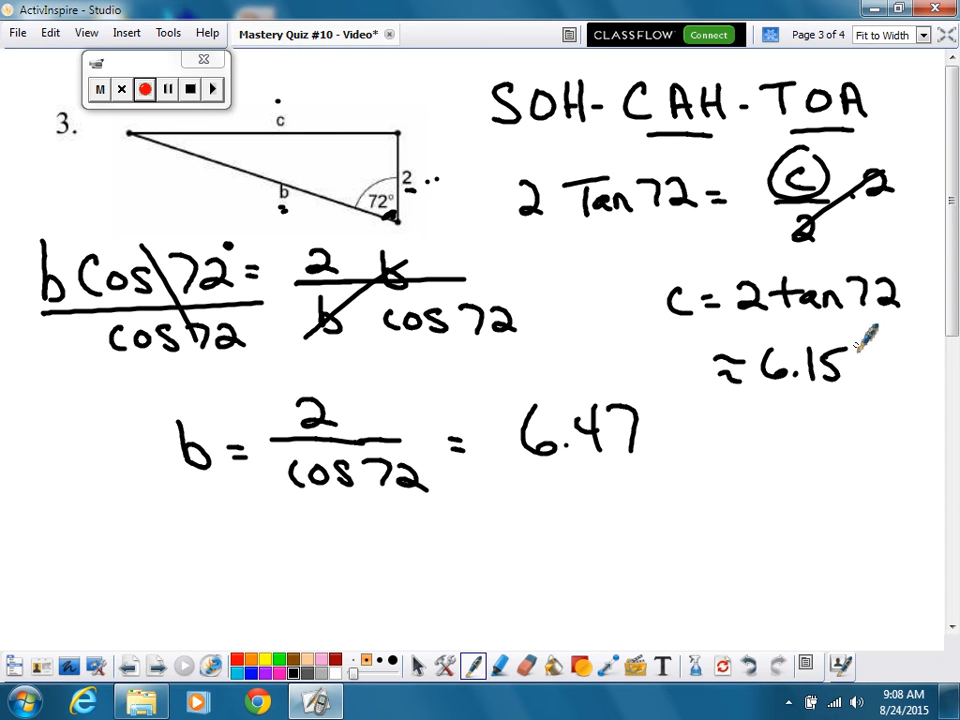 ActivInspire - Studio
File Edit View Insert Tools Help Mastery Quiz #10 - Video* CLASSFLOW Connect Page 3 of 4 Fit to Width
M
SOH-CAH-TOA
3.
c
2
b
72°
2 Tan 72 = c/2 · 2
b Cos 72° = 2 b
cos 72 b cos 72
c = 2 tan 72
≈ 6.15
b = 2/cos 72 = 6.47
T
9:08 AM
8/24/2015